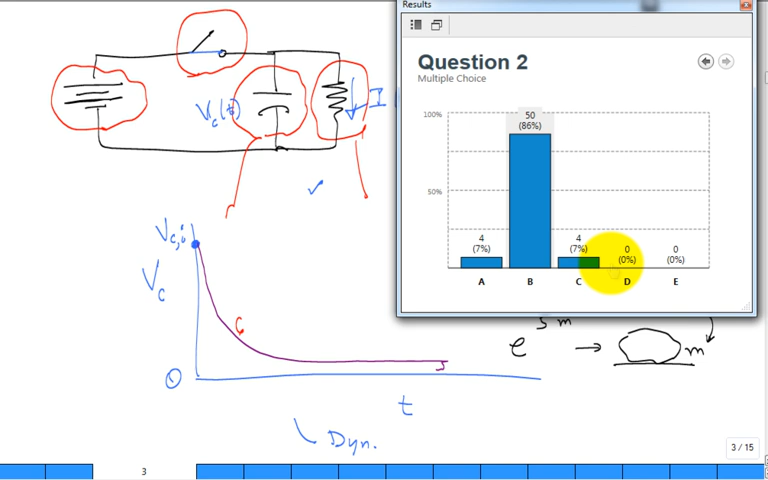 Results
Question 2
Multiple Choice
100%
50%
50
(86%)
4
(7%)
4
(7%)
0
(0%)
0
(0%)
A
B
C
D
E
Vc(t)
I
Vc,i
Vc
0
t
Dyn.
e
m
3 / 15
3